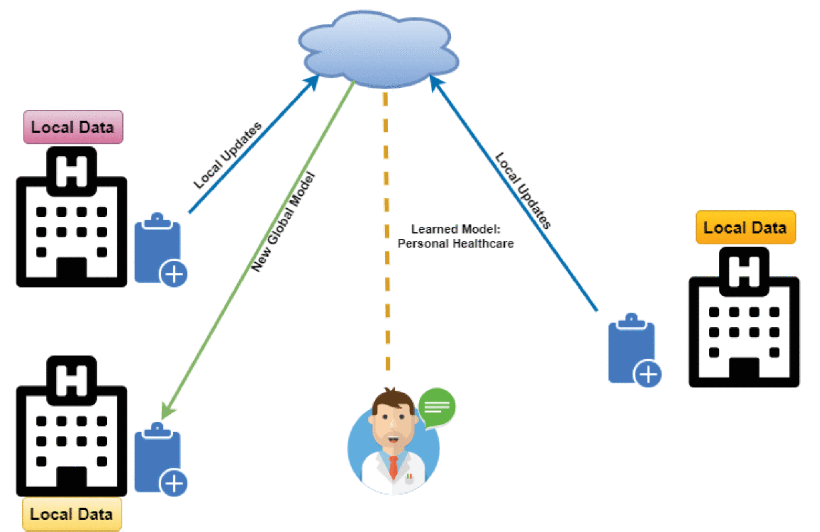 Local Data
H
Local Updates
New Global Model
Learned Model:
Personal Healthcare
Local Updates
Local Data
H
H
Local Data